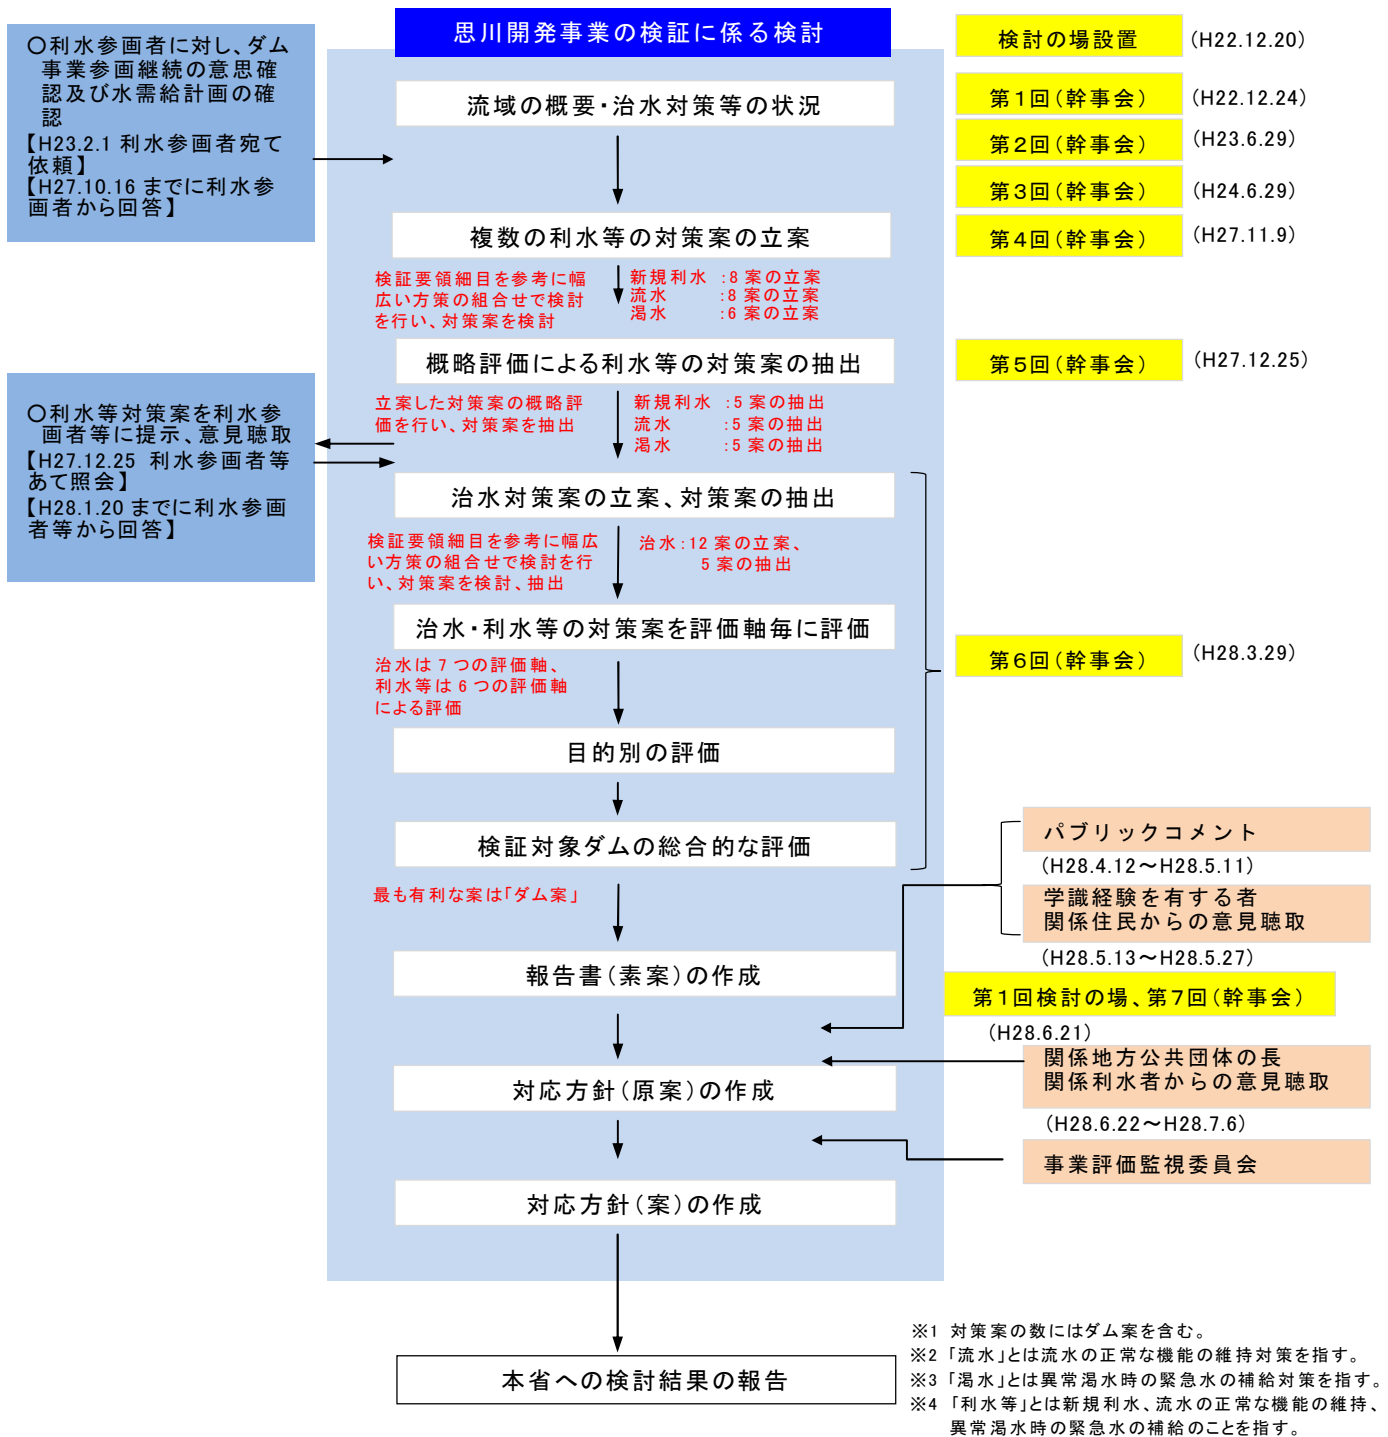 思川開発事業の検証に係る検討
〇利水参画者に対し、ダム
事業参画継続の意思確
認及び水需給計画の確
認
【H23.2.1 利水参画者宛て
依頼】
【H27.10.16 までに利水参
画者から回答】
流域の概要・治水対策等の状況
複数の利水等の対策案の立案
検証要領細目を参考に幅
広い方策の組合せで検討
を行い、対策案を検討
新規利水 :8 案の立案
流水 :8 案の立案
渇水 :6 案の立案
概略評価による利水等の対策案の抽出
立案した対策案の概略評
価を行い、対策案を抽出
新規利水 :5 案の抽出
流水 :5 案の抽出
渇水 :5 案の抽出
〇利水等対策案を利水参
画者等に提示、意見聴取
【H27.12.25 利水参画者等
あて照会】
【H28.1.20 までに利水参画
者等から回答】
治水対策案の立案、対策案の抽出
検証要領細目を参考に幅広
い方策の組合せで検討を行
い、対策案を検討、抽出
治水:12 案の立案、
5 案の抽出
治水・利水等の対策案を評価軸毎に評価
治水は 7 つの評価軸、
利水等は 6 つの評価軸
による評価
目的別の評価
検証対象ダムの総合的な評価
最も有利な案は「ダム案」
報告書(素案)の作成
対応方針(原案)の作成
対応方針(案)の作成
本省への検討結果の報告
検討の場設置 (H22.12.20)
第1回(幹事会) (H22.12.24)
第2回(幹事会) (H23.6.29)
第3回(幹事会) (H24.6.29)
第4回(幹事会) (H27.11.9)
第5回(幹事会) (H27.12.25)
第6回(幹事会) (H28.3.29)
パブリックコメント
(H28.4.12～H28.5.11)
学識経験を有する者
関係住民からの意見聴取
(H28.5.13～H28.5.27)
第1回検討の場、第7回(幹事会)
(H28.6.21)
関係地方公共団体の長
関係利水者からの意見聴取
(H28.6.22～H28.7.6)
事業評価監視委員会
※1 対策案の数にはダム案を含む。
※2 「流水」とは流水の正常な機能の維持対策を指す。
※3 「渇水」とは異常渇水時の緊急水の補給対策を指す。
※4 「利水等」とは新規利水、流水の正常な機能の維持、
異常渇水時の緊急水の補給のことを指す。